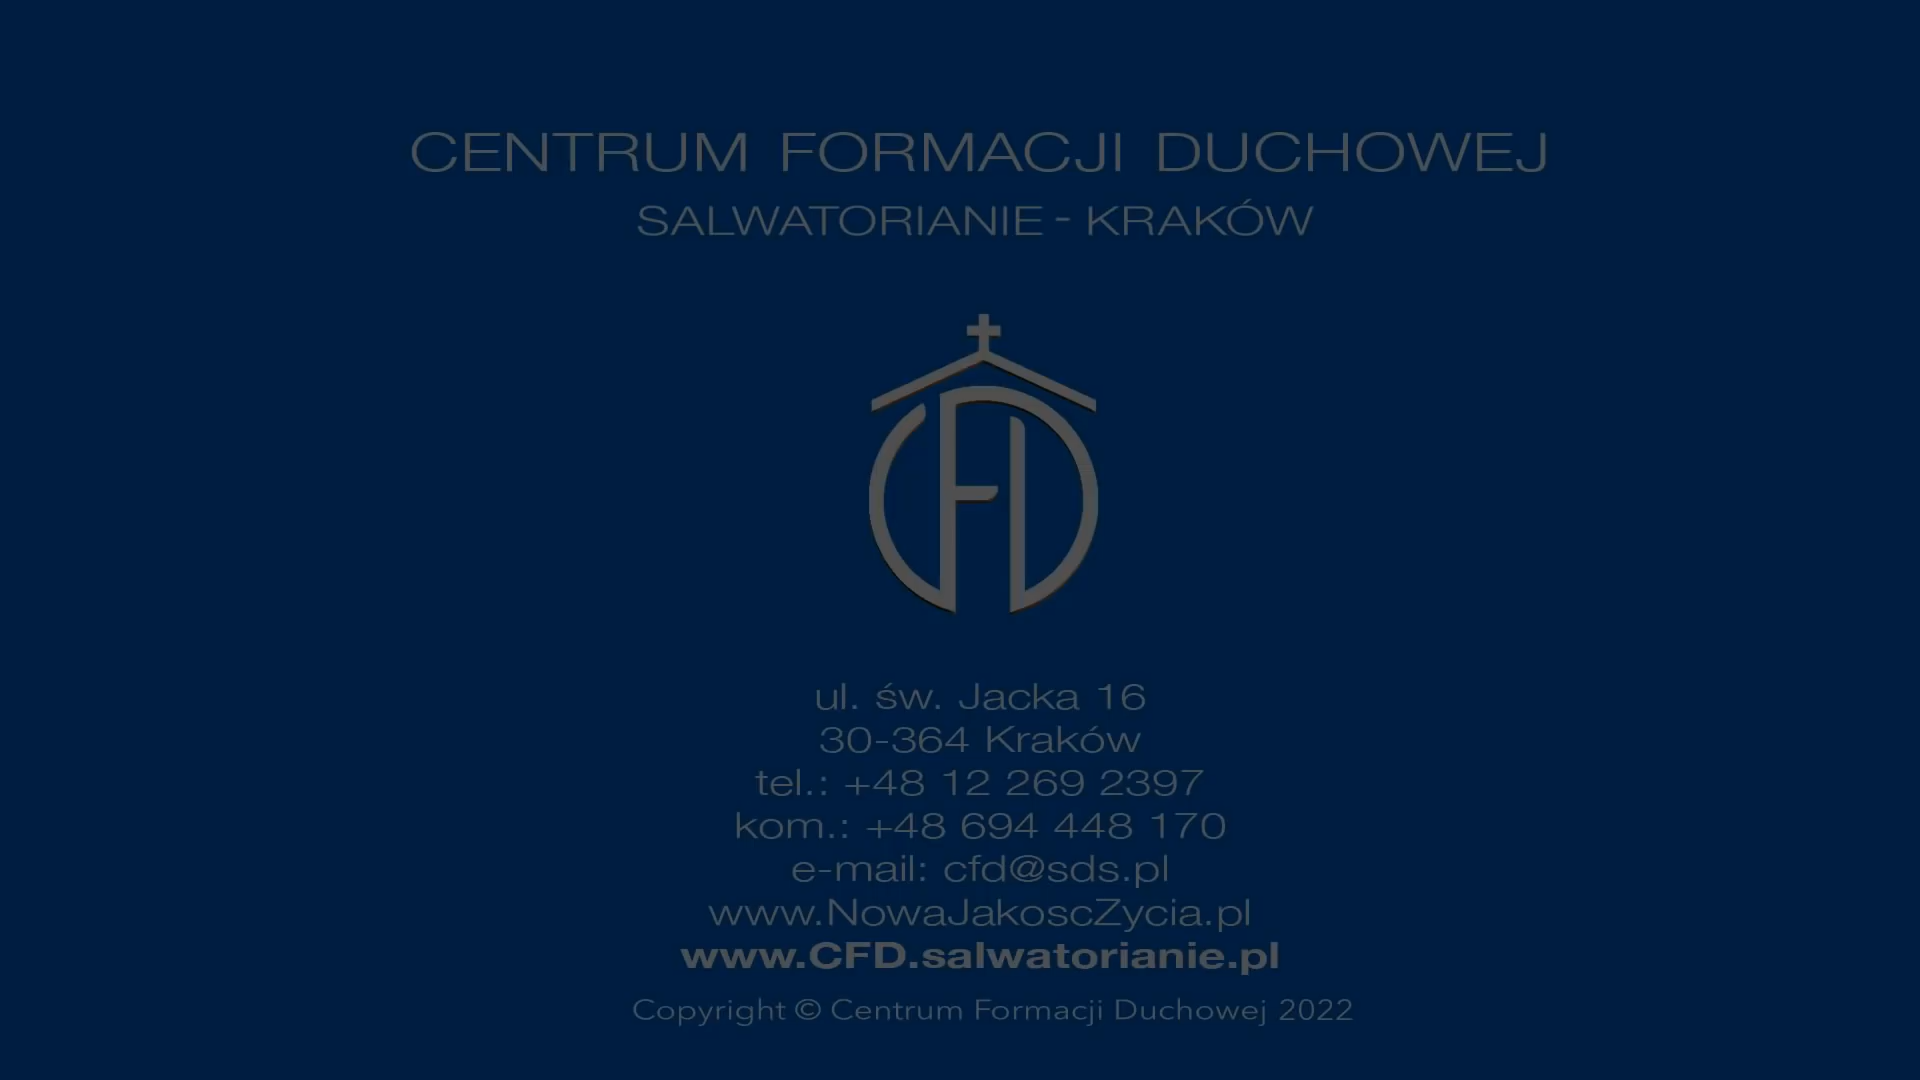 CENTRUM FORMACJI DUCHOWEJ
SALWATORIANIE - KRAKÓW
CFD
ul. św. Jacka 16
30-364 Kraków
tel.: +48 12 269 2397
kom.: +48 694 448 170
e-mail: cfd@sds.pl
www.NowaJakoscZycia.pl
www.CFD.salwatorianie.pl
Copyright © Centrum Formacji Duchowej 2022